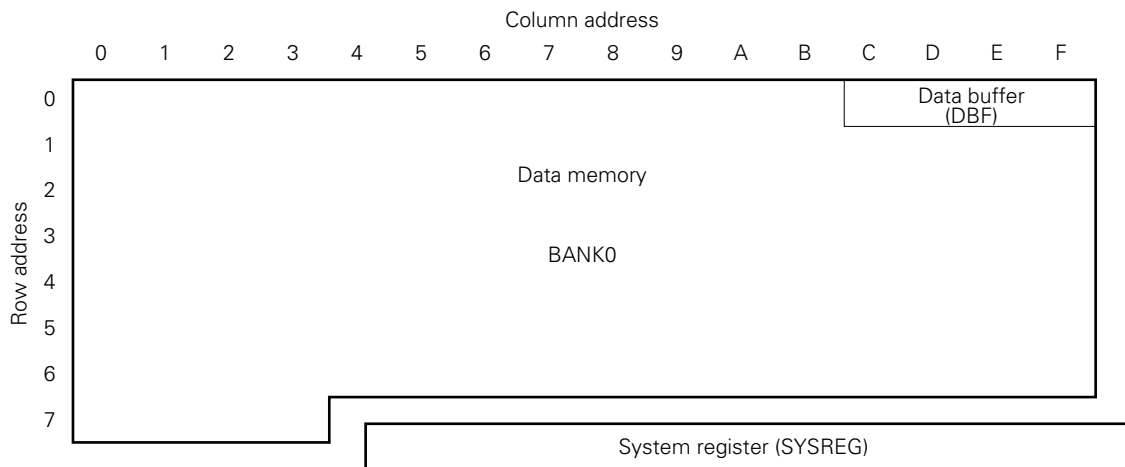 Column address
0 1 2 3 4 5 6 7 8 9 A B C D E F
0
Data buffer
(DBF)
1
2
Data memory
3
BANK0
4
5
6
7
Row address
System register (SYSREG)